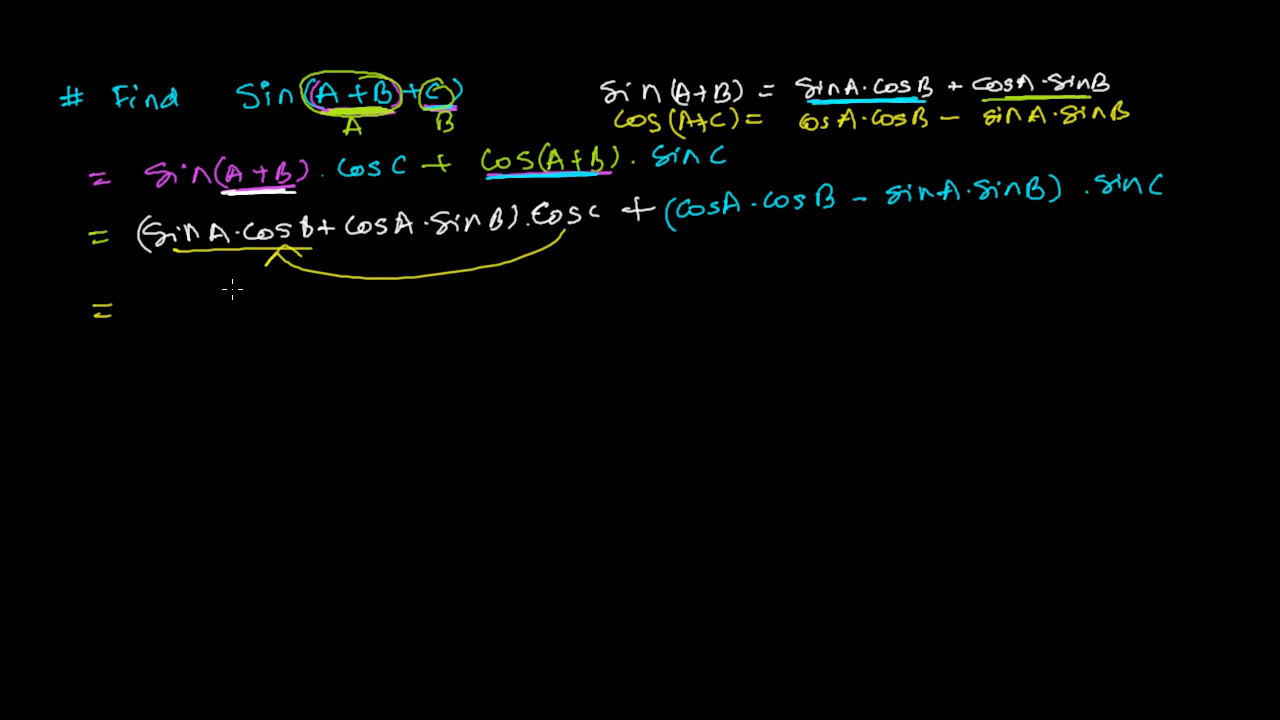 # Find Sin((A+B)+C)
A B
Sin(A+B) = SinA·CosB + CosA·SinB
Cos(A+C) = CosA·CosB − SinA·SinB
= Sin(A+B)·CosC + Cos(A+B)·SinC
= (SinA·CosB+CosA·SinB)·CosC + (CosA·CosB − SinA·SinB)·SinC
=